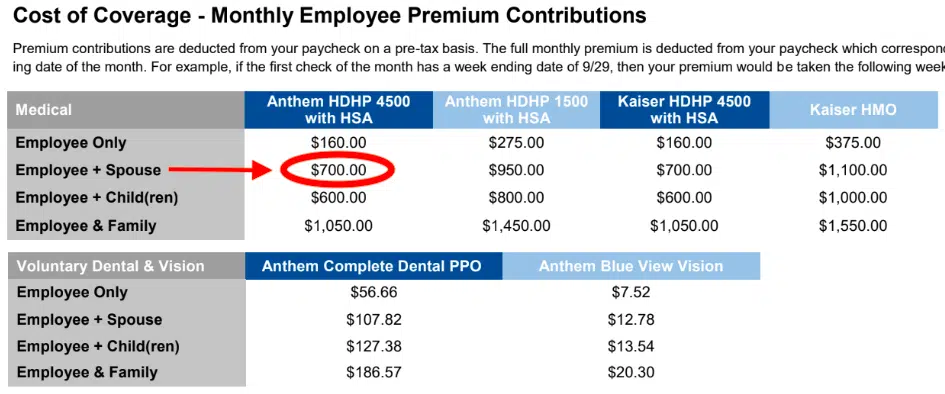 Cost of Coverage - Monthly Employee Premium Contributions
Premium contributions are deducted from your paycheck on a pre-tax basis. The full monthly premium is deducted from your paycheck which correspon
ing date of the month. For example, if the first check of the month has a week ending date of 9/29, then your premium would be taken the following week
Medical Anthem HDHP 4500 with HSA Anthem HDHP 1500 with HSA Kaiser HDHP 4500 with HSA Kaiser HMO
Employee Only $160.00 $275.00 $160.00 $375.00
Employee + Spouse $700.00 $950.00 $700.00 $1,100.00
Employee + Child(ren) $600.00 $800.00 $600.00 $1,000.00
Employee & Family $1,050.00 $1,450.00 $1,050.00 $1,550.00
Voluntary Dental & Vision Anthem Complete Dental PPO Anthem Blue View Vision
Employee Only $56.66 $7.52
Employee + Spouse $107.82 $12.78
Employee + Child(ren) $127.38 $13.54
Employee & Family $186.57 $20.30